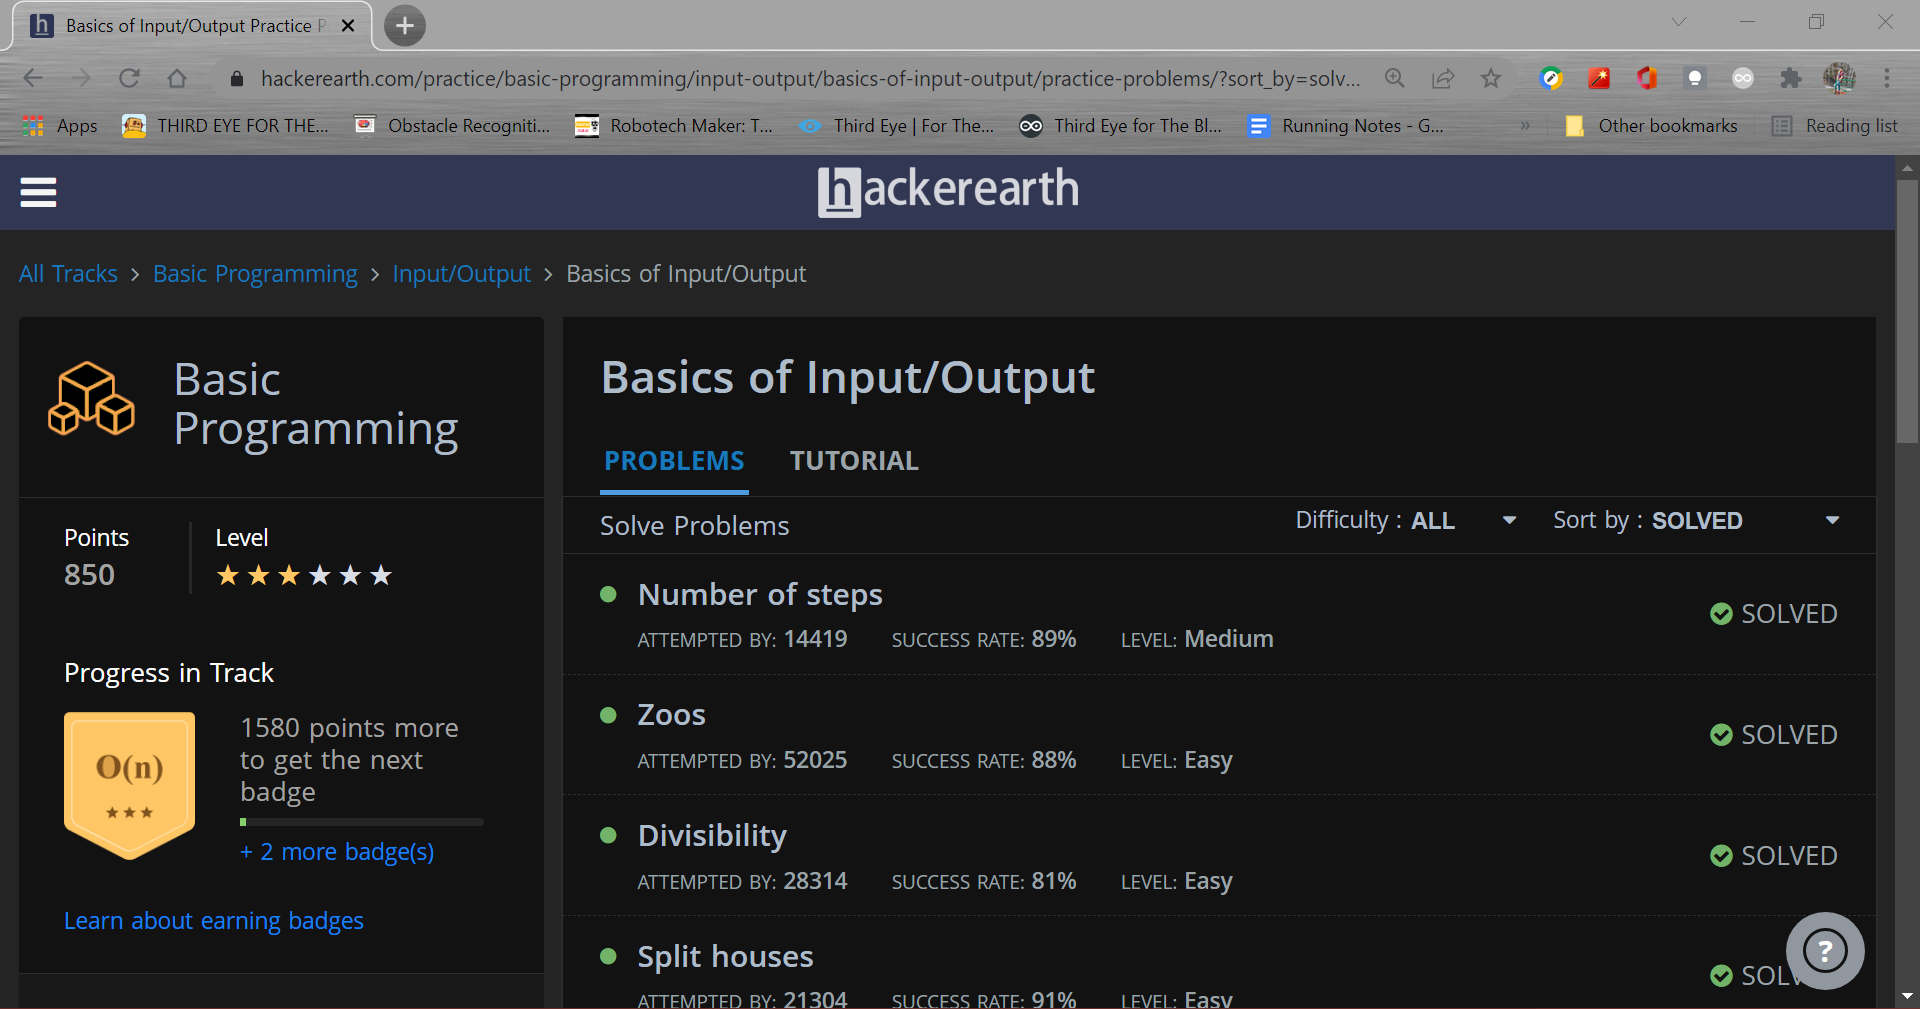 Basics of Input/Output Practice P
hackerearth.com/practice/basic-programming/input-output/basics-of-input-output/practice-problems/?sort_by=solv...
Apps THIRD EYE FOR THE... Obstacle Recogniti... Robotech Maker: T... Third Eye | For The... Third Eye for The Bl... Running Notes - G... » Other bookmarks Reading list
hackerearth
All Tracks > Basic Programming > Input/Output > Basics of Input/Output
Basic
Programming
Points
850
Level
Progress in Track
O(n)
1580 points more
to get the next
badge
+ 2 more badge(s)
Learn about earning badges
Basics of Input/Output
PROBLEMS TUTORIAL
Solve Problems Difficulty : ALL Sort by : SOLVED
Number of steps
ATTEMPTED BY: 14419 SUCCESS RATE: 89% LEVEL: Medium
SOLVED
Zoos
ATTEMPTED BY: 52025 SUCCESS RATE: 88% LEVEL: Easy
SOLVED
Divisibility
ATTEMPTED BY: 28314 SUCCESS RATE: 81% LEVEL: Easy
SOLVED
Split houses
ATTEMPTED BY: 21304 SUCCESS RATE: 91% LEVEL: Easy
SOLV
?